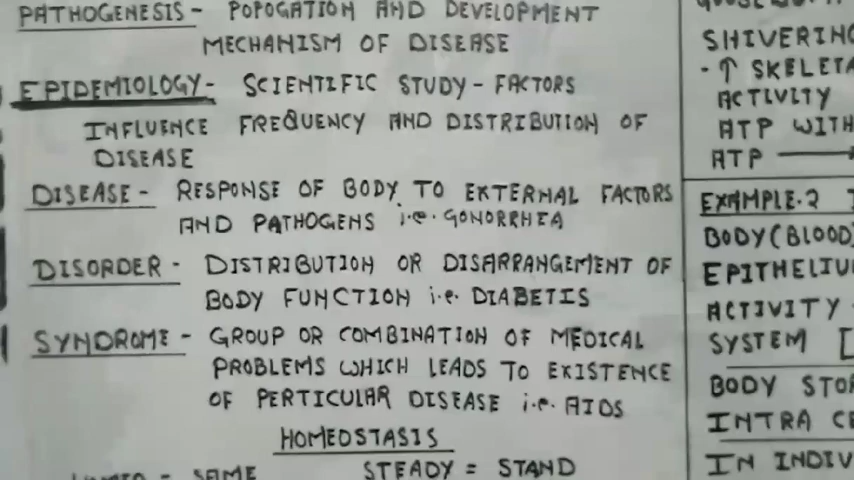 PATHOGENESIS - POPOGATION AND DEVELOPMENT
MECHANISM OF DISEASE
EPIDEMIOLOGY - SCIENTIFIC STUDY - FACTORS
INFLUENCE FREQUENCY AND DISTRIBUTION OF
DISEASE
DISEASE - RESPONSE OF BODY TO EXTERNAL FACTORS
AND PATHOGENS i.e. GONORRHEA
DISORDER - DISTRIBUTION OR DISARRANGEMENT OF
BODY FUNCTION i.e. DIABETIS
SYNDROME - GROUP OR COMBINATION OF MEDICAL
PROBLEMS WHICH LEADS TO EXISTENCE
OF PERTICULAR DISEASE i.e. AIDS
HOMEOSTASIS
SAME STEADY = STAND
SHIVERING
- ↑ SKELETA
ACTIVITY
ATP WITH
ATP →
EXAMPLE.2
BODY (BLOOD)
EPITHELIU
ACTIVITY
SYSTEM [
BODY STOR
INTRA CE
IN INDIV